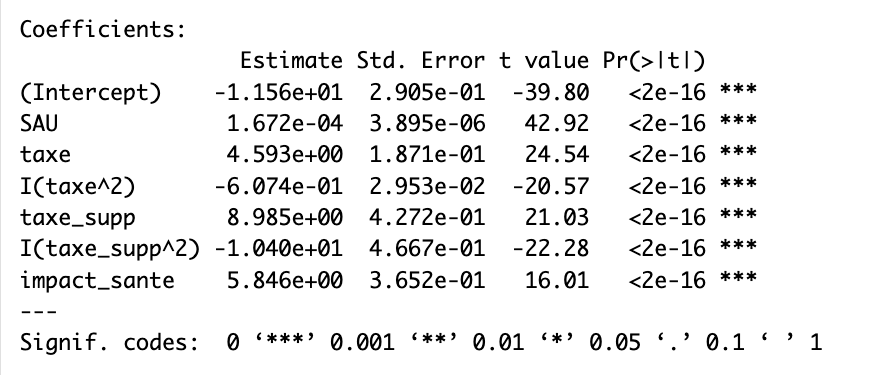 Coefficients:
                 Estimate Std. Error t value Pr(>|t|)
(Intercept)    -1.156e+01  2.905e-01  -39.80   <2e-16 ***
SAU             1.672e-04  3.895e-06   42.92   <2e-16 ***
taxe            4.593e+00  1.871e-01   24.54   <2e-16 ***
I(taxe^2)      -6.074e-01  2.953e-02  -20.57   <2e-16 ***
taxe_supp       8.985e+00  4.272e-01   21.03   <2e-16 ***
I(taxe_supp^2) -1.040e+01  4.667e-01  -22.28   <2e-16 ***
impact_sante    5.846e+00  3.652e-01   16.01   <2e-16 ***
---
Signif. codes:  0 ‘***’ 0.001 ‘**’ 0.01 ‘*’ 0.05 ‘.’ 0.1 ‘ ’ 1